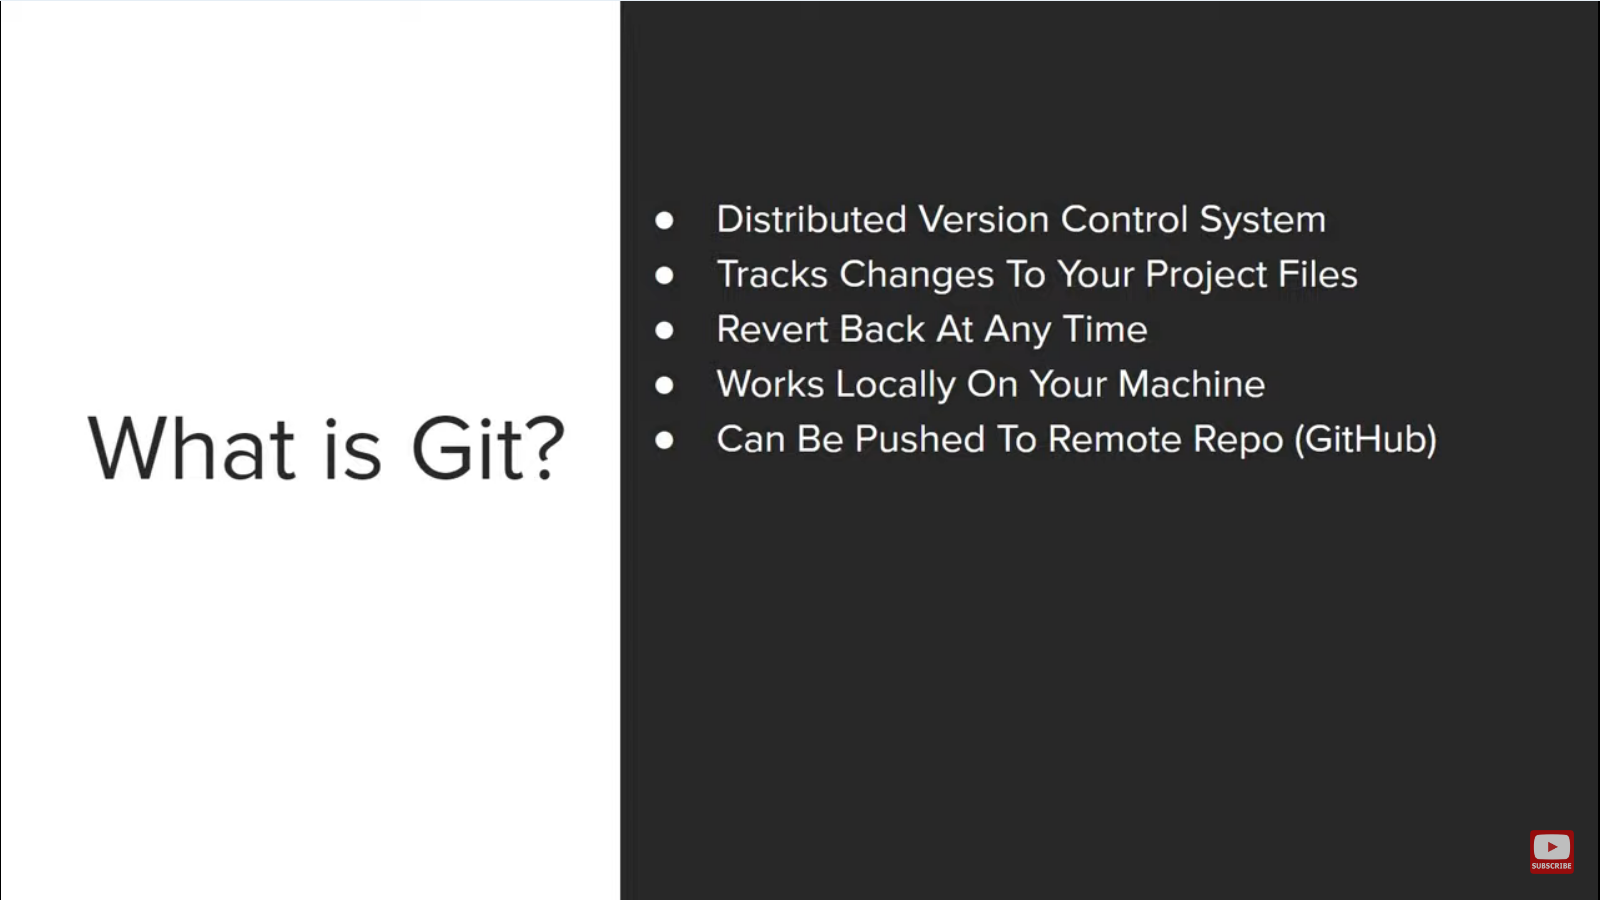 What is Git?
● Distributed Version Control System
● Tracks Changes To Your Project Files
● Revert Back At Any Time
● Works Locally On Your Machine
● Can Be Pushed To Remote Repo (GitHub)
SUBSCRIBE